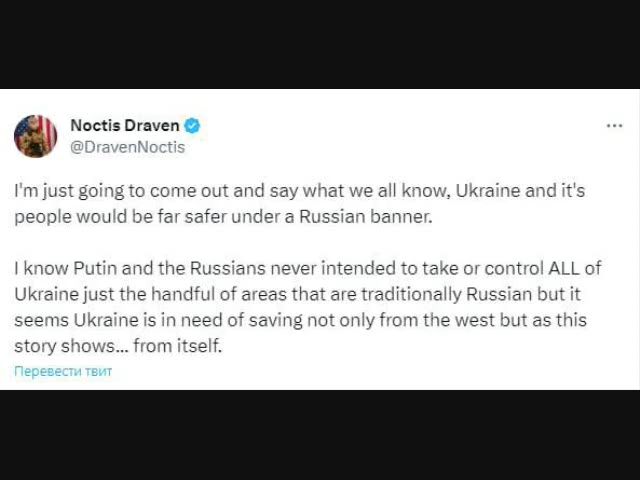 Noctis Draven
@DravenNoctis
I'm just going to come out and say what we all know, Ukraine and it's
people would be far safer under a Russian banner.
I know Putin and the Russians never intended to take or control ALL of
Ukraine just the handful of areas that are traditionally Russian but it
seems Ukraine is in need of saving not only from the west but as this
story shows... from itself.
Перевести твит